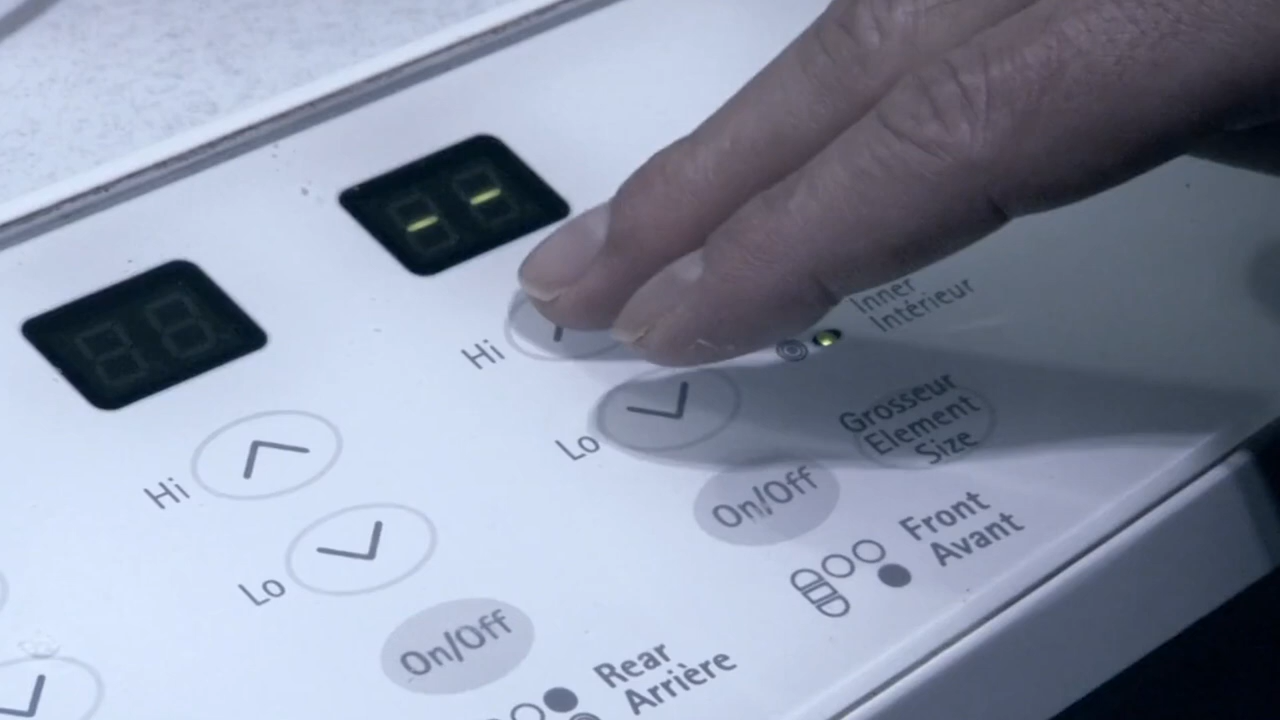 Hi
Lo
On/Off
Rear
Arrière
Hi
Lo
On/Off
Inner
Intérieur
Grosseur
Element
Size
Front
Avant